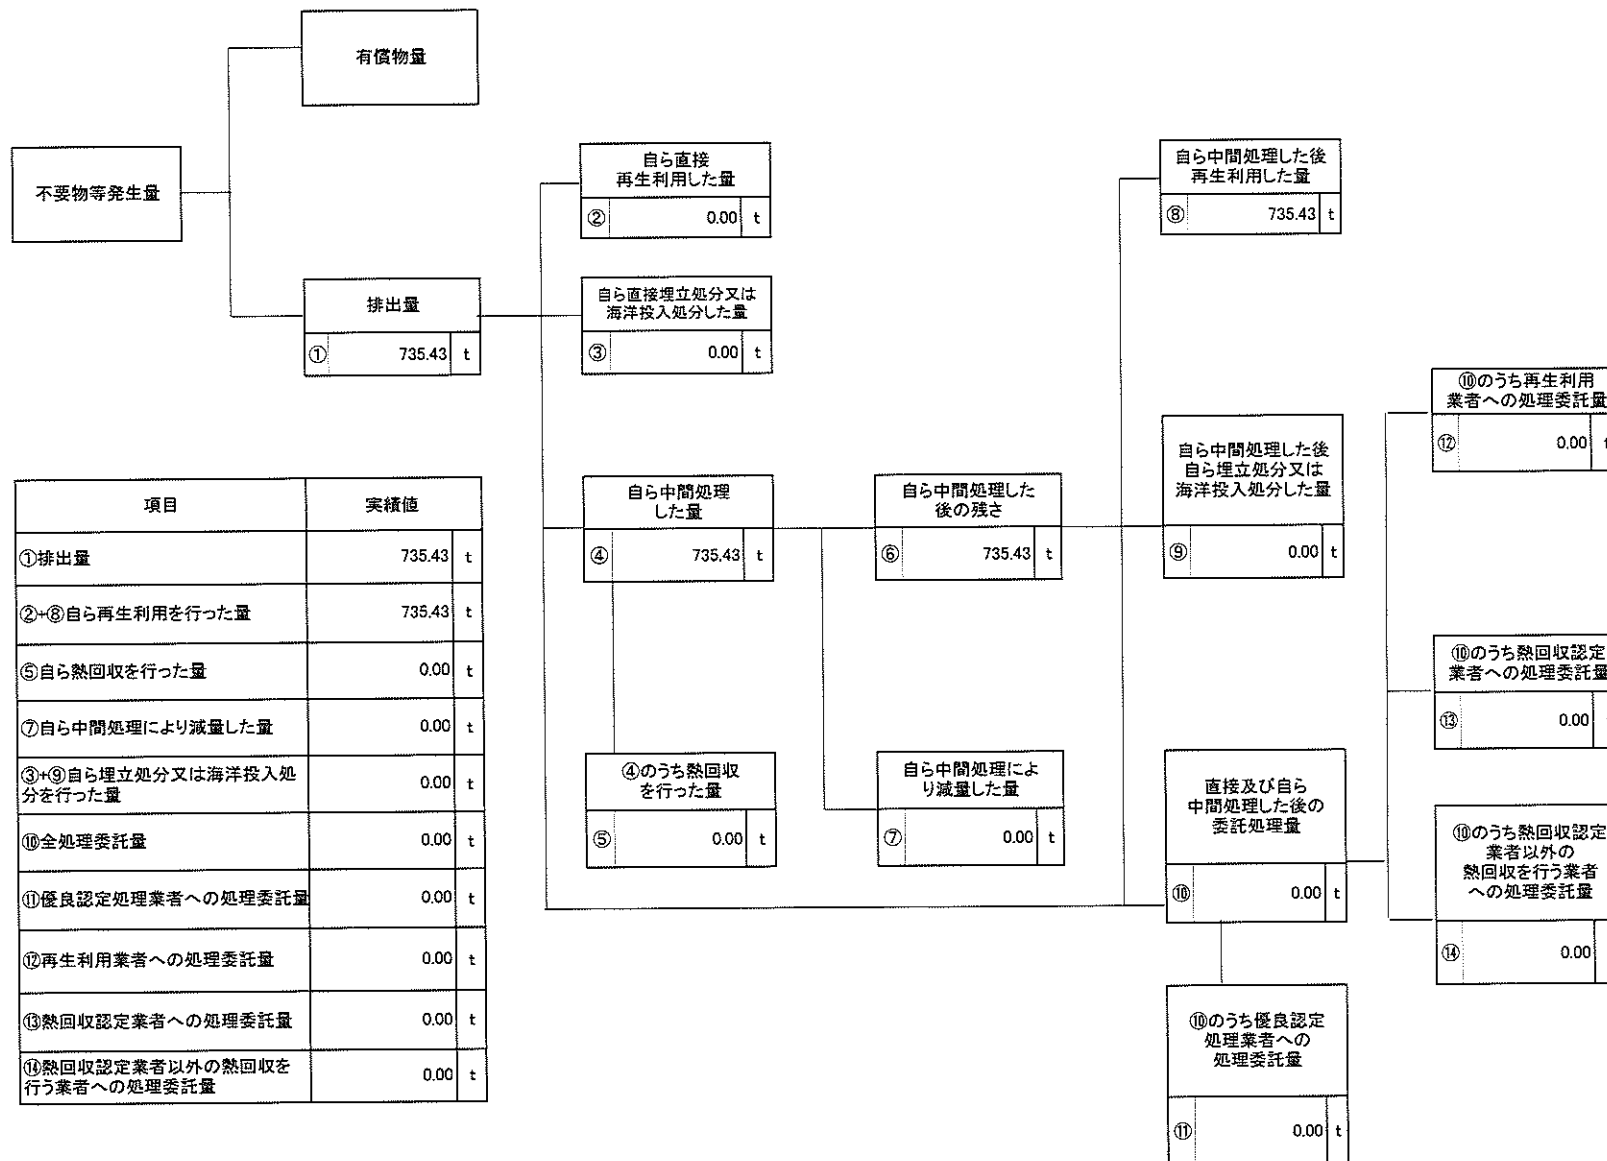 有償物量
不要物等発生量
排出量
① 735.43 t
自ら直接
再生利用した量
② 0.00 t
自ら直接埋立処分又は
海洋投入処分した量
③ 0.00 t
自ら中間処理
した量
④ 735.43 t
④のうち熱回収
を行った量
⑤ 0.00 t
自ら中間処理した
後の残さ
⑥ 735.43 t
自ら中間処理によ
り減量した量
⑦ 0.00 t
自ら中間処理した後
再生利用した量
⑧ 735.43 t
自ら中間処理した後
自ら埋立処分又は
海洋投入処分した量
⑨ 0.00 t
直接及び自ら
中間処理した後の
委託処理量
⑩ 0.00 t
⑩のうち優良認定
処理業者への
処理委託量
⑪ 0.00 t
⑩のうち再生利用
業者への処理委託量
⑫ 0.00 t
⑩のうち熱回収認定
業者への処理委託量
⑬ 0.00
⑩のうち熱回収認定
業者以外の
熱回収を行う業者
への処理委託量
⑭ 0.00
項目 実績値
①排出量 735.43 t
②+⑧自ら再生利用を行った量 735.43 t
⑤自ら熱回収を行った量 0.00 t
⑦自ら中間処理により減量した量 0.00 t
③+⑨自ら埋立処分又は海洋投入処
分を行った量 0.00 t
⑩全処理委託量 0.00 t
⑪優良認定処理業者への処理委託量 0.00 t
⑫再生利用業者への処理委託量 0.00 t
⑬熱回収認定業者への処理委託量 0.00 t
⑭熱回収認定業者以外の熱回収を
行う業者への処理委託量 0.00 t